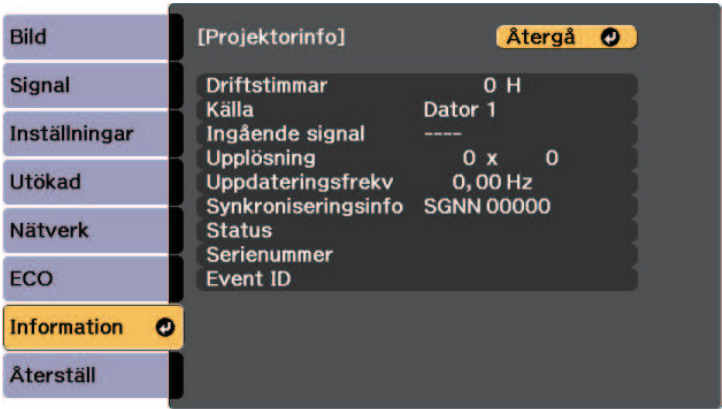 Bild
Signal
Inställningar
Utökad
Nätverk
ECO
Information
Återställ
[Projektorinfo]
Återgå
Driftstimmar 0 H
Källa Dator 1
Ingående signal ----
Upplösning 0 x 0
Uppdateringsfrekv 0,00 Hz
Synkroniseringsinfo SGNN 00000
Status
Serienummer
Event ID